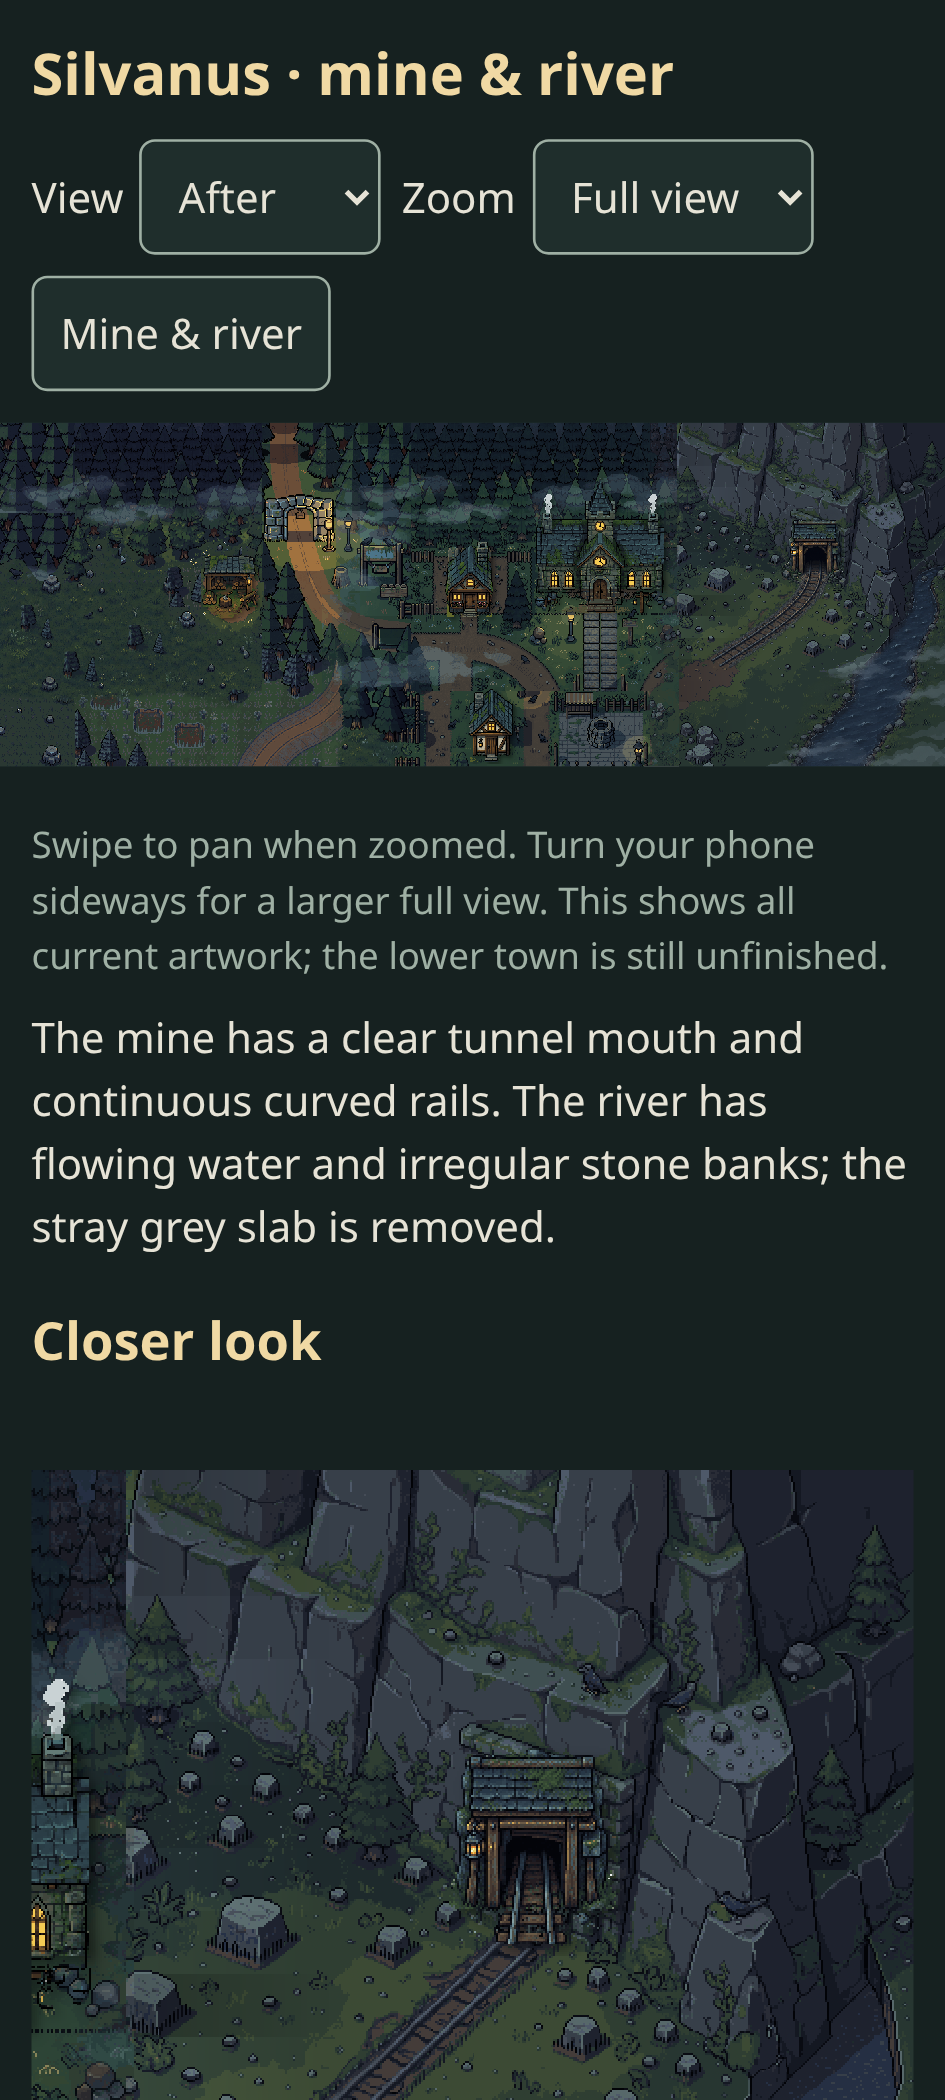 Silvanus · mine & river
View After Zoom Full view
Mine & river
Swipe to pan when zoomed. Turn your phone
sideways for a larger full view. This shows all
current artwork; the lower town is still unfinished.
The mine has a clear tunnel mouth and
continuous curved rails. The river has
flowing water and irregular stone banks; the
stray grey slab is removed.
Closer look